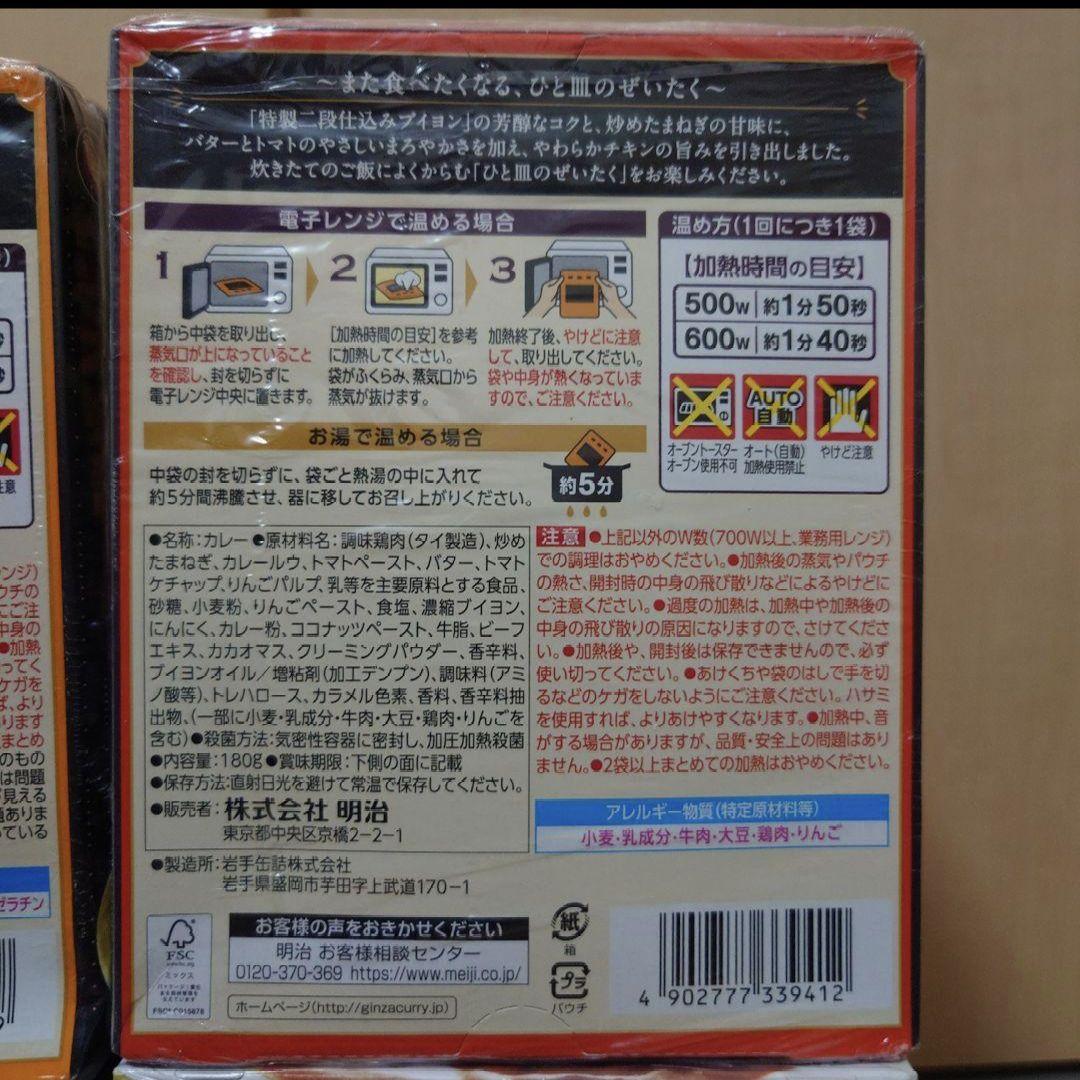 ～また食べたくなる、ひと皿のぜいたく～
「特製二段仕込みブイヨン」の芳醇なコクと、炒めたまねぎの甘味に、
バターとトマトのやさしいまろやかさを加え、やわらかチキンの旨みを引き出しました。
炊きたてのご飯によくからむ「ひと皿のぜいたく」をお楽しみください。
電子レンジで温める場合
1
箱から中袋を取り出し、
蒸気口が上になっていること
を確認し、封を切らずに
電子レンジ中央に置きます。
2
【加熱時間の目安】を参考
に加熱してください。
袋がふくらみ、蒸気口から
蒸気が抜けます。
3
加熱終了後、やけどに注意
して、取り出してください。
袋や中身が熱くなっていま
すので、ご注意ください。
温め方(1回につき1袋)
【加熱時間の目安】
500W 約1分50秒
600W 約1分40秒
AUTO
自動
オーブントースター
オーブン使用不可
オート(自動)
加熱使用禁止
やけど注意
お湯で温める場合
中袋の封を切らずに、袋ごと熱湯の中に入れて
約5分間沸騰させ、器に移してお召し上がりください。
約5分
●名称:カレー●原材料名:調味鶏肉(タイ製造)、炒め
たまねぎ、カレールウ、トマトペースト、バター、トマト
ケチャップ、りんごパルプ、乳等を主要原料とする食品、
砂糖、小麦粉、りんごペースト、食塩、濃縮ブイヨン、
にんにく、カレー粉、ココナッツペースト、牛脂、ビーフ
エキス、カカオマス、クリーミングパウダー、香辛料、
ブイヨンオイル／増粘剤(加工デンプン)、調味料(アミ
ノ酸等)、トレハロース、カラメル色素、香料、香辛料抽
出物、(一部に小麦・乳成分・牛肉・大豆・鶏肉・りんごを
含む)●殺菌方法:気密性容器に密封し、加圧加熱殺菌
●内容量:180g●賞味期限:下側の面に記載
●保存方法:直射日光を避けて常温で保存してください。
●販売者:株式会社 明治
東京都中央区京橋2-2-1
●製造所:岩手缶詰株式会社
岩手県盛岡市芋田字上武道170-1
注意 ●上記以外のW数(700W以上、業務用レンジ)
での調理はおやめください。●加熱後の蒸気やパウチ
の熱さ、開封時の中身の飛び散りなどによるやけどに
ご注意ください。●過度の加熱は、加熱中や加熱後の
中身の飛び散りの原因になりますので、さけてくださ
い。●加熱後や、開封後は保存できませんので、必ず
使い切ってください。●あけくちや袋のはしで手を切
るなどのケガをしないようにご注意ください。ハサミ
を使用すれば、よりあけやすくなります。●加熱中、音
がする場合がありますが、品質・安全上の問題はあり
ません。●2袋以上まとめての加熱はおやめください。
アレルギー物質(特定原材料等)
小麦・乳成分・牛肉・大豆・鶏肉・りんご
FSC
ミックス
お客様の声をおきかせください
明治 お客様相談センター
0120-370-369 https://www.meiji.co.jp/
ホームページ(http://ginzacurry.jp)
紙
箱
プラ
パウチ
4 902777 339412
ゼラチン